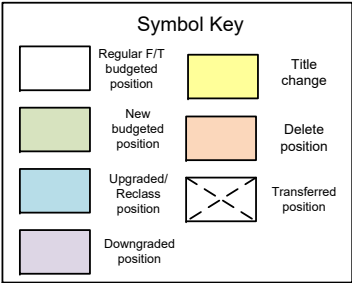 Symbol Key
Regular F/T
budgeted
position
New
budgeted
position
Upgraded/
Reclass
position
Downgraded
position
Title
change
Delete
position
Transferred
position